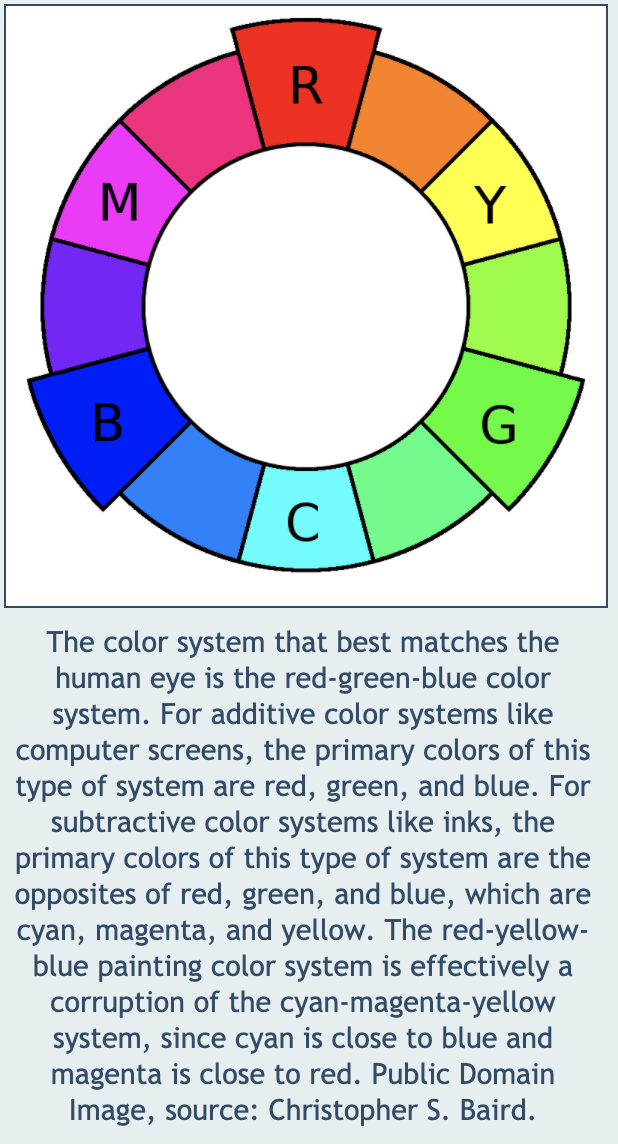 R
M
Y
B
G
C
The color system that best matches the
human eye is the red-green-blue color
system. For additive color systems like
computer screens, the primary colors of this
type of system are red, green, and blue. For
subtractive color systems like inks, the
primary colors of this type of system are the
opposites of red, green, and blue, which are
cyan, magenta, and yellow. The red-yellow-
blue painting color system is effectively a
corruption of the cyan-magenta-yellow
system, since cyan is close to blue and
magenta is close to red. Public Domain
Image, source: Christopher S. Baird.